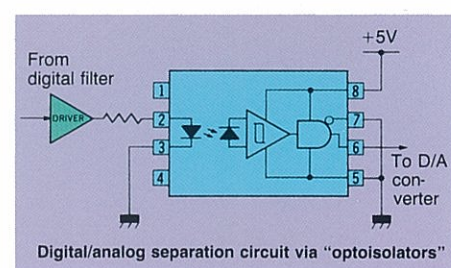 +5V
From
digital filter
DRIVER
1
2
3
4
8
7
6
5
To D/A
con-
verter
Digital/analog separation circuit via "optoisolators"